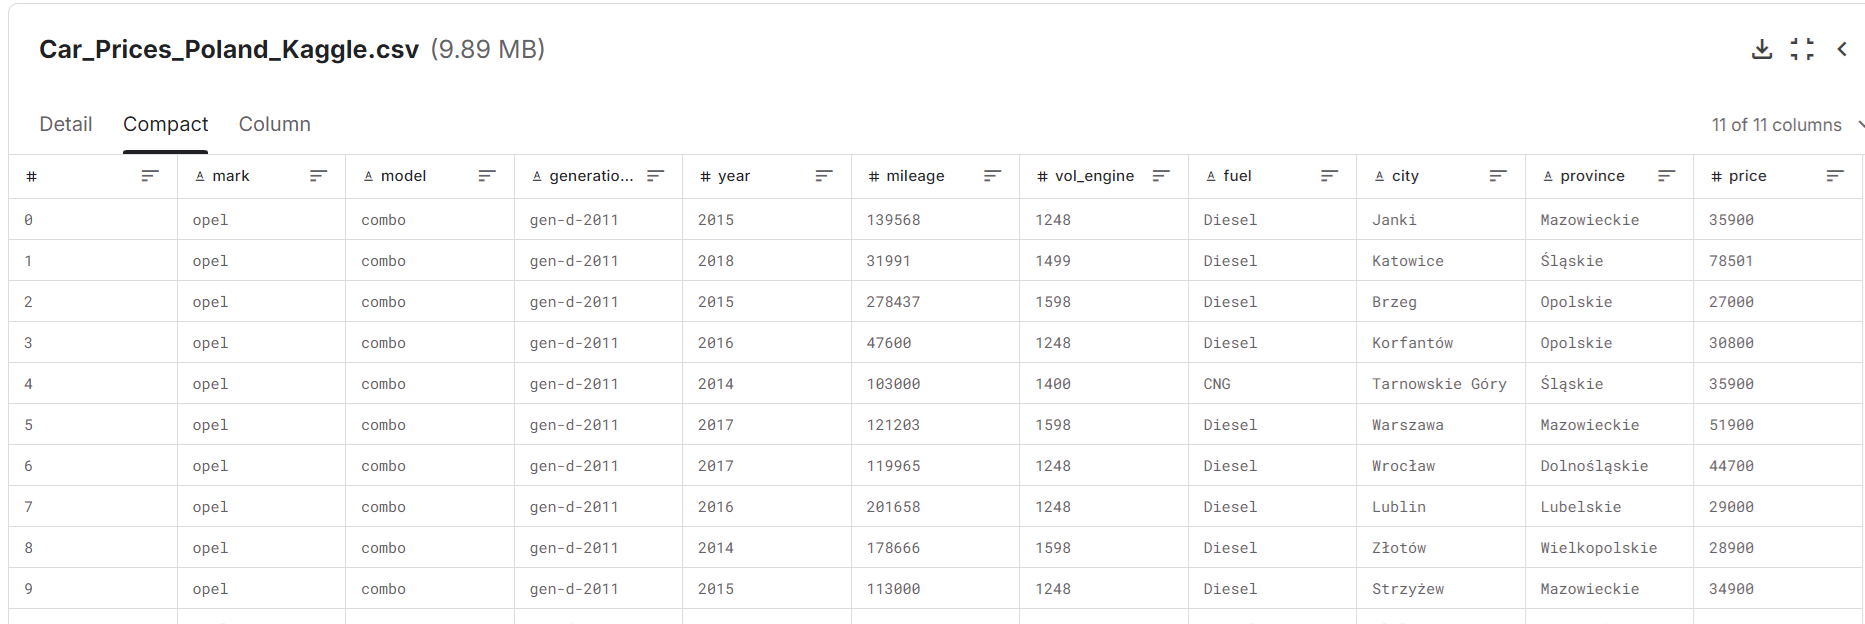 Car_Prices_Poland_Kaggle.csv (9.89 MB)
Detail Compact Column
11 of 11 columns
# mark model generatio... # year # mileage # vol_engine fuel city province # price
0 opel combo gen-d-2011 2015 139568 1248 Diesel Janki Mazowieckie 35900
1 opel combo gen-d-2011 2018 31991 1499 Diesel Katowice Śląskie 78501
2 opel combo gen-d-2011 2015 278437 1598 Diesel Brzeg Opolskie 27000
3 opel combo gen-d-2011 2016 47600 1248 Diesel Korfantów Opolskie 30800
4 opel combo gen-d-2011 2014 103000 1400 CNG Tarnowskie Góry Śląskie 35900
5 opel combo gen-d-2011 2017 121203 1598 Diesel Warszawa Mazowieckie 51900
6 opel combo gen-d-2011 2017 119965 1248 Diesel Wrocław Dolnośląskie 44700
7 opel combo gen-d-2011 2016 201658 1248 Diesel Lublin Lubelskie 29000
8 opel combo gen-d-2011 2014 178666 1598 Diesel Złotów Wielkopolskie 28900
9 opel combo gen-d-2011 2015 113000 1248 Diesel Strzyżew Mazowieckie 34900